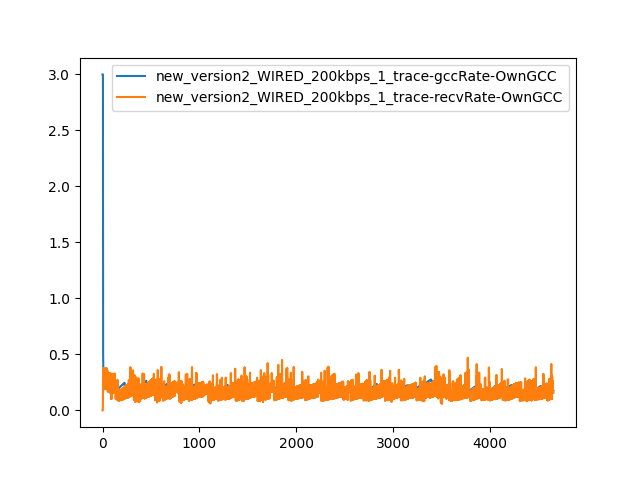 new_version2_WIRED_200kbps_1_trace-gccRate-OwnGCC
new_version2_WIRED_200kbps_1_trace-recvRate-OwnGCC
3.0
2.5
2.0
1.5
1.0
0.5
0.0
0 1000 2000 3000 4000